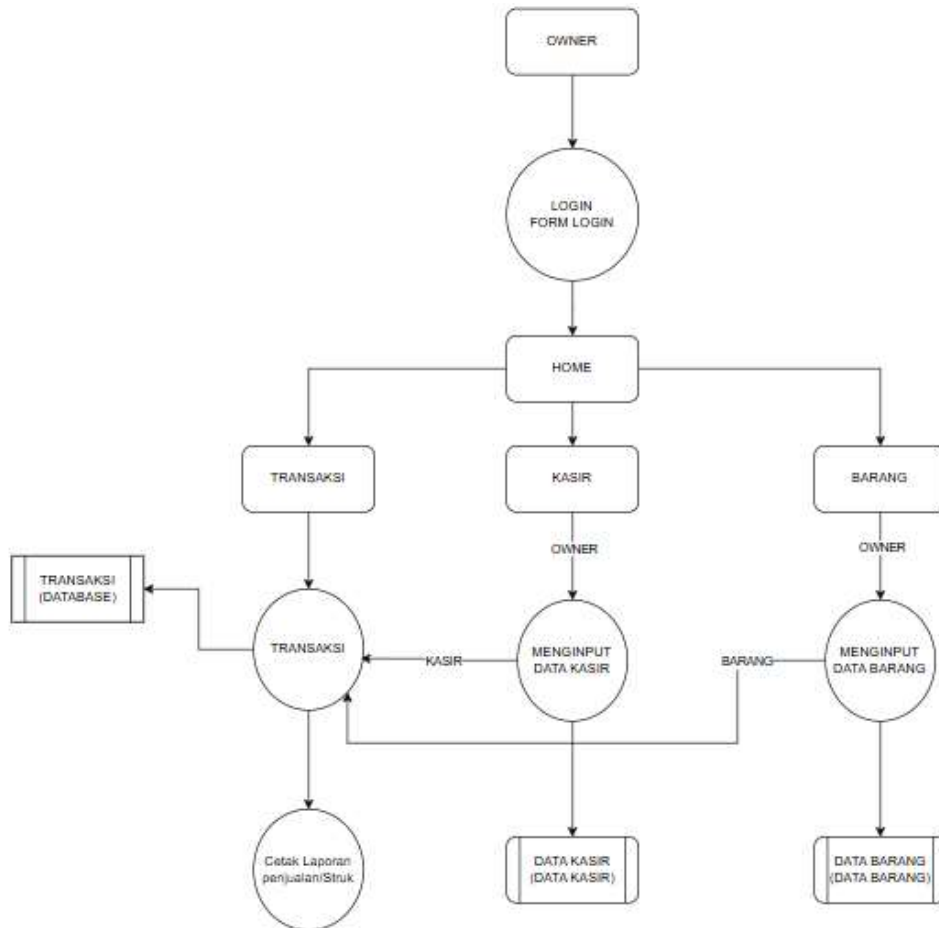 OWNER
LOGIN
FORM LOGIN
HOME
TRANSAKSI
KASIR
BARANG
OWNER
OWNER
TRANSAKSI
(DATABASE)
TRANSAKSI
KASIR
MENGINPUT
DATA KASIR
BARANG
MENGINPUT
DATA BARANG
Cetak Laporan
penjualan/Struk
DATA KASIR
(DATA KASIR)
DATA BARANG
(DATA BARANG)